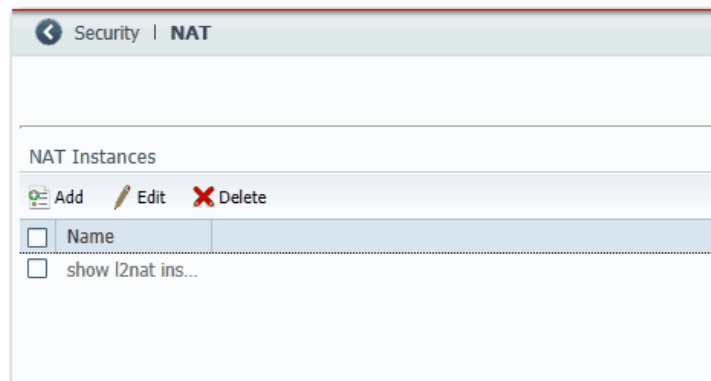 Security | NAT
NAT Instances
Add Edit Delete
Name
show l2nat ins...